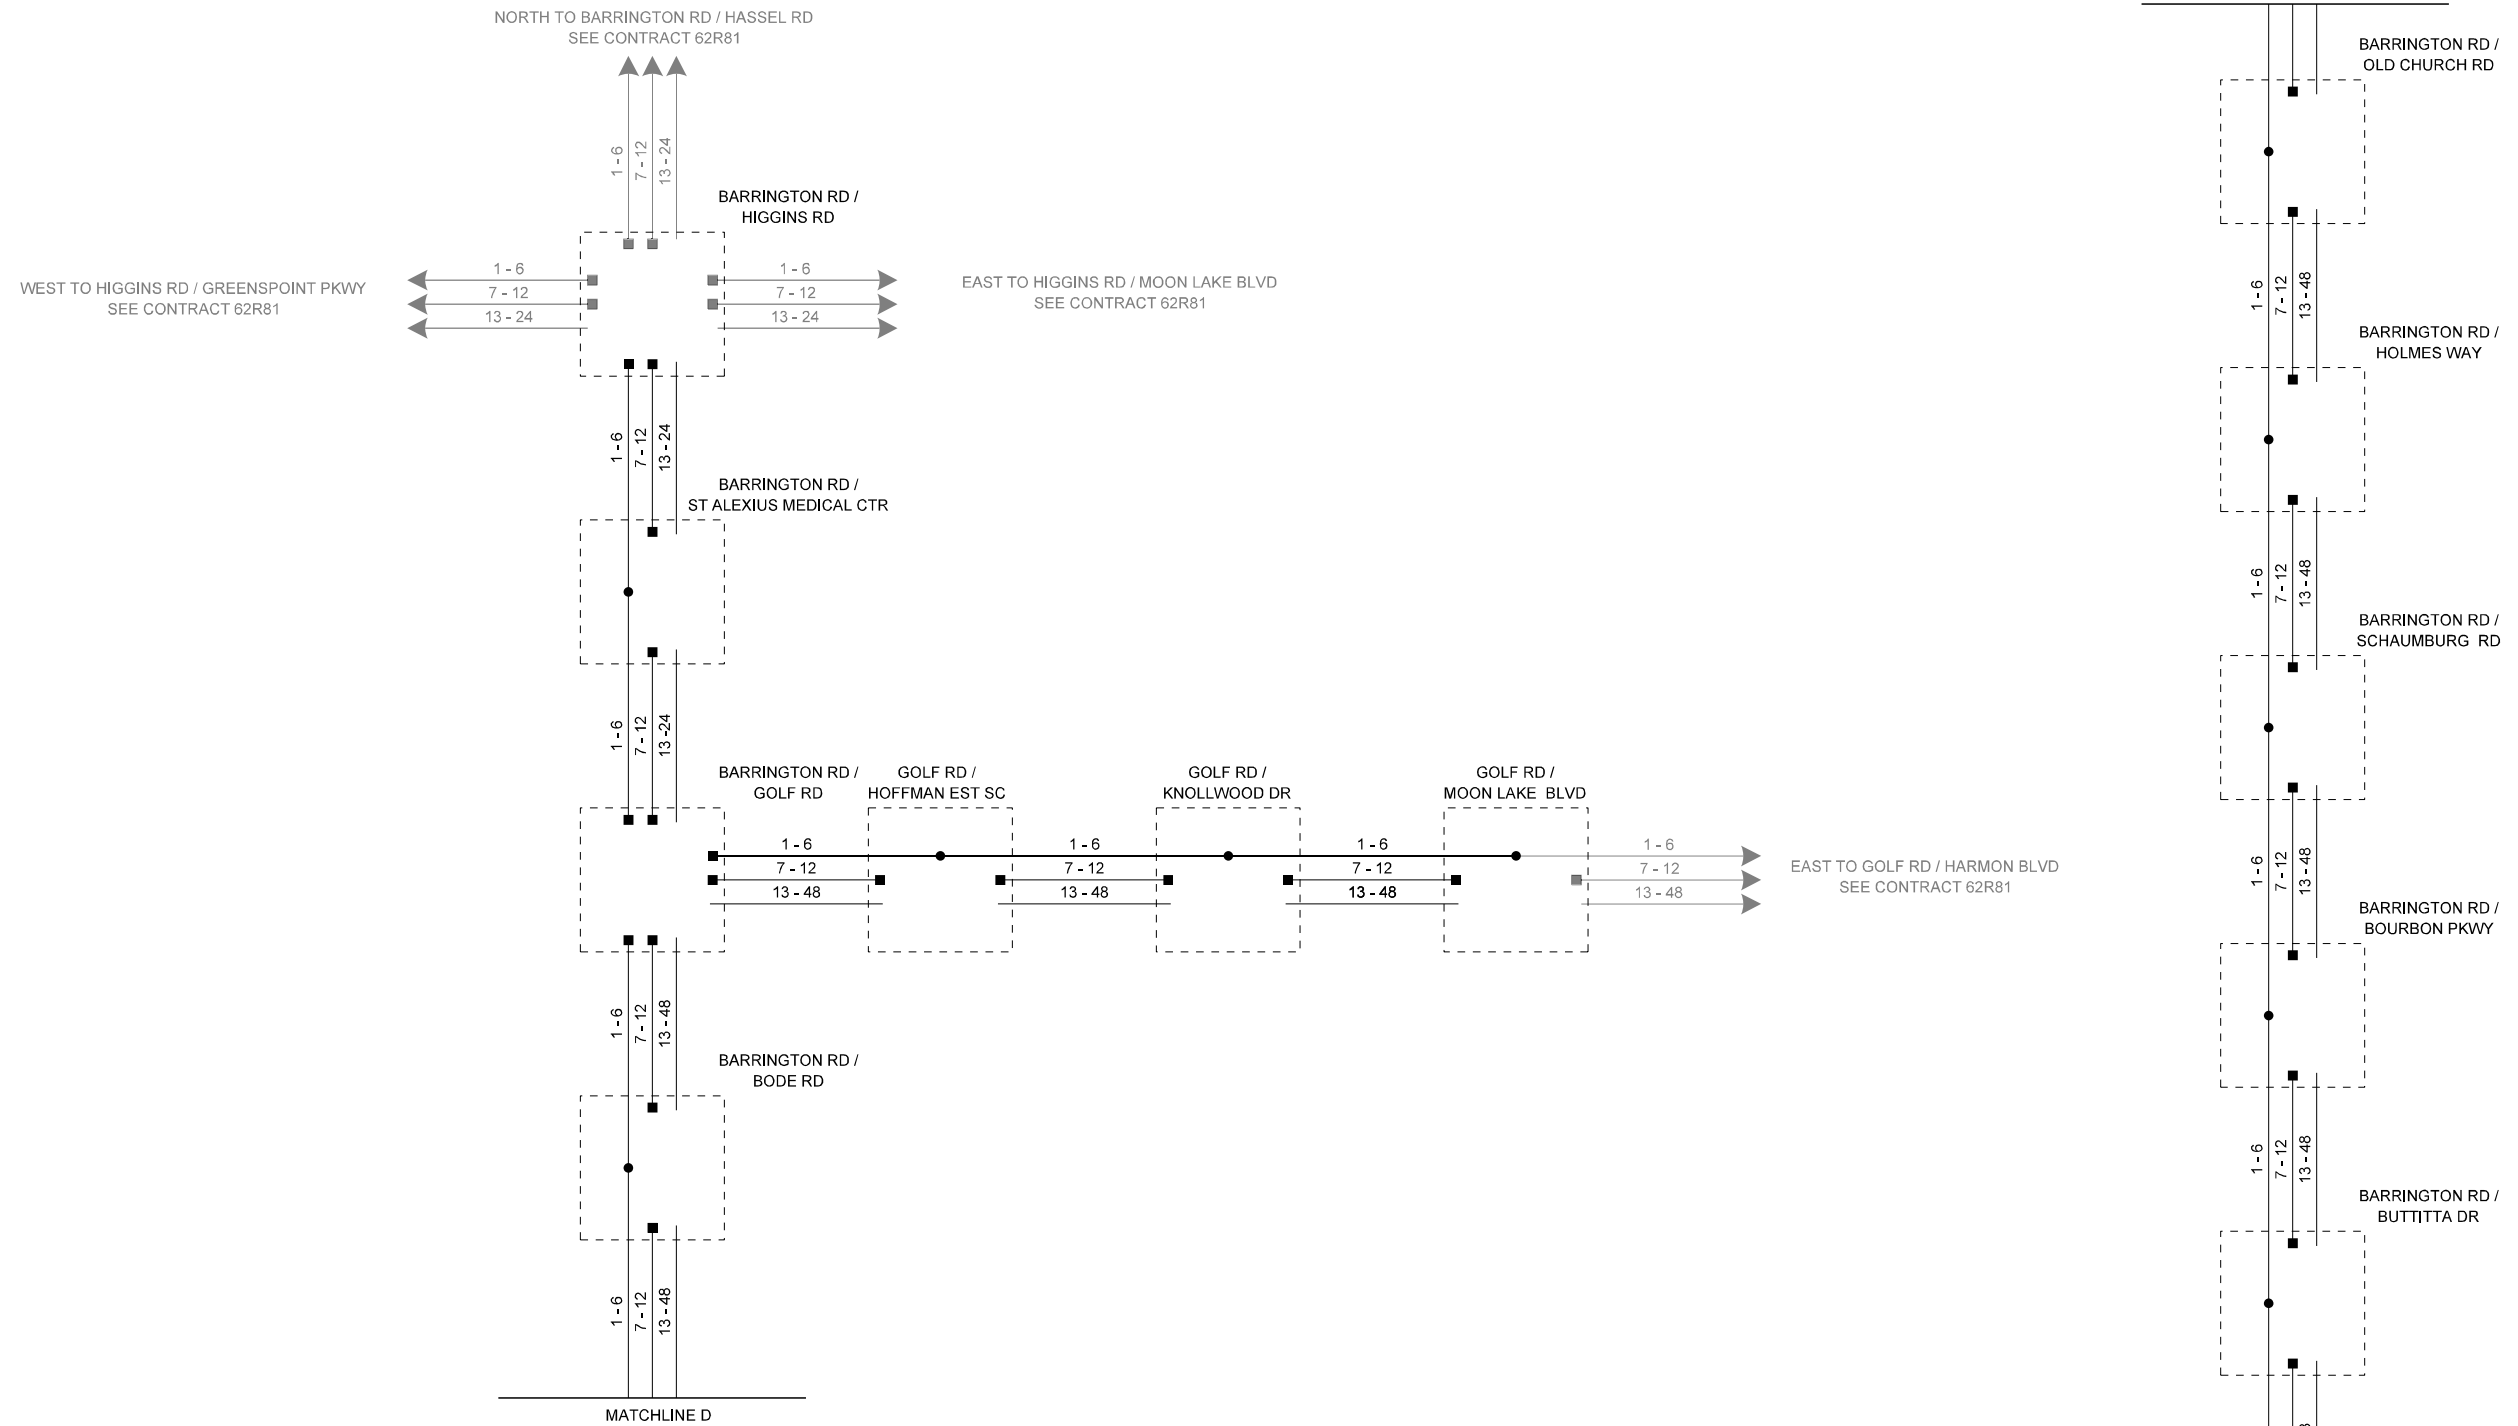 NORTH TO BARRINGTON RD / HASSEL RD
SEE CONTRACT 62R81
1 - 6
7 - 12
13 - 24
BARRINGTON RD /
HIGGINS RD
WEST TO HIGGINS RD / GREENSPOINT PKWY
SEE CONTRACT 62R81
1 - 6
7 - 12
13 - 24
1 - 6
7 - 12
13 - 24
EAST TO HIGGINS RD / MOON LAKE BLVD
SEE CONTRACT 62R81
1 - 6
7 - 12
13 - 24
BARRINGTON RD /
ST ALEXIUS MEDICAL CTR
1 - 6
7 - 12
13 -24
BARRINGTON RD /
GOLF RD
GOLF RD /
HOFFMAN EST SC
GOLF RD /
KNOLLWOOD DR
GOLF RD /
MOON LAKE BLVD
1 - 6
7 - 12
13 - 48
1 - 6
7 - 12
13 - 48
1 - 6
7 - 12
13 - 48
1 - 6
7 - 12
13 - 48
EAST TO GOLF RD / HARMON BLVD
SEE CONTRACT 62R81
1 - 6
7 - 12
13 - 48
BARRINGTON RD /
BODE RD
1 - 6
7 - 12
13 - 48
MATCHLINE D
BARRINGTON RD /
OLD CHURCH RD
1 - 6
7 - 12
13 - 48
BARRINGTON RD /
HOLMES WAY
1 - 6
7 - 12
13 - 48
BARRINGTON RD /
SCHAUMBURG RD
1 - 6
7 - 12
13 - 48
BARRINGTON RD /
BOURBON PKWY
1 - 6
7 - 12
13 - 48
BARRINGTON RD /
BUTTITTA DR